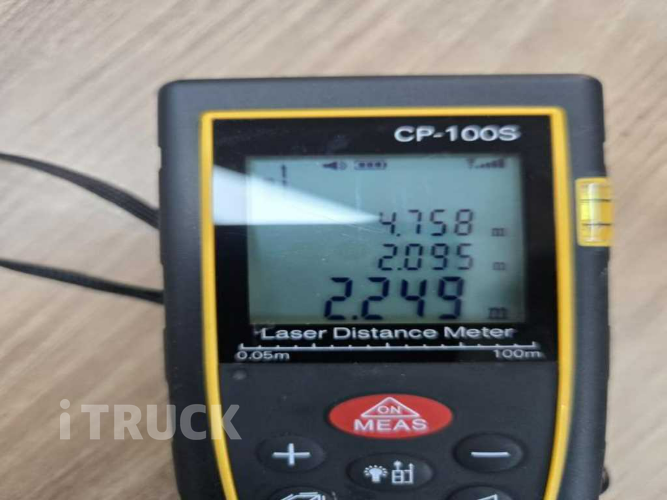 CP-100S
4.758 m
2.095 m
2.249 m
Laser Distance Meter
0.05m 100m
ON
MEAS
iTRUCK